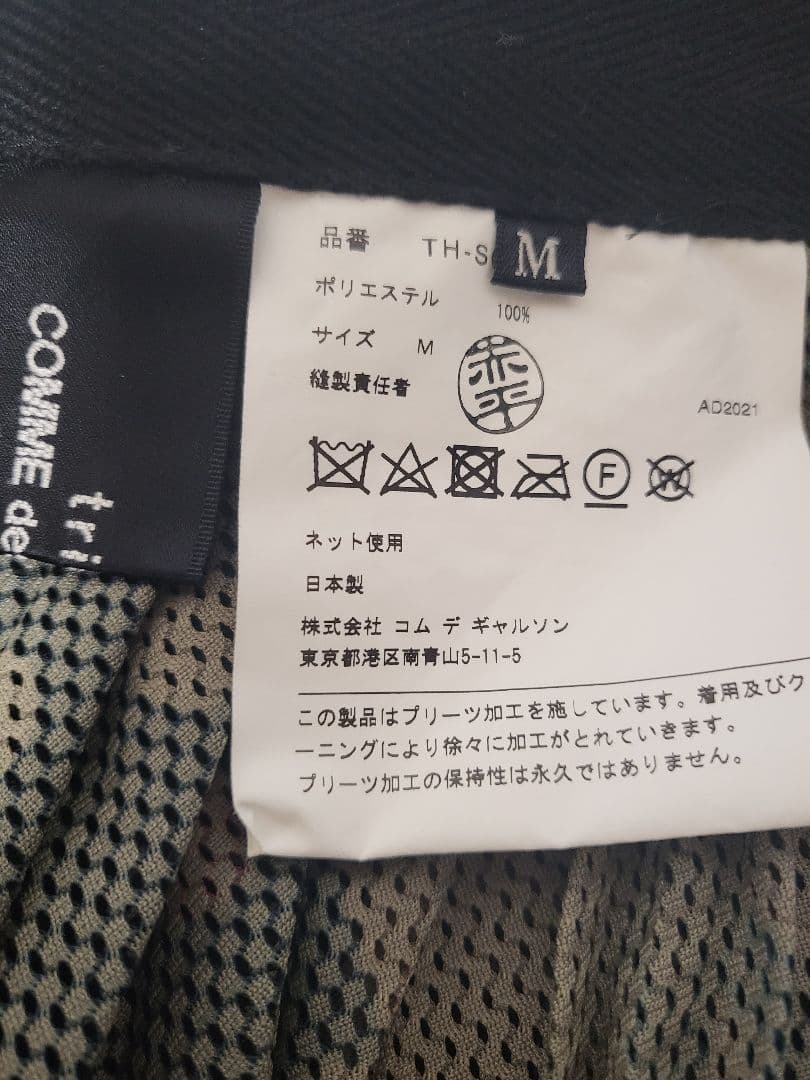 tri
COMME de
M
品番 TH-S
ポリエステル 100%
サイズ M
縫製責任者 赤平
AD2021
F
W
ネット使用
日本製
株式会社 コム デ ギャルソン
東京都港区南青山5-11-5
この製品はプリーツ加工を施しています。着用及びク
ーニングにより徐々に加工がとれていきます。
プリーツ加工の保持性は永久ではありません。